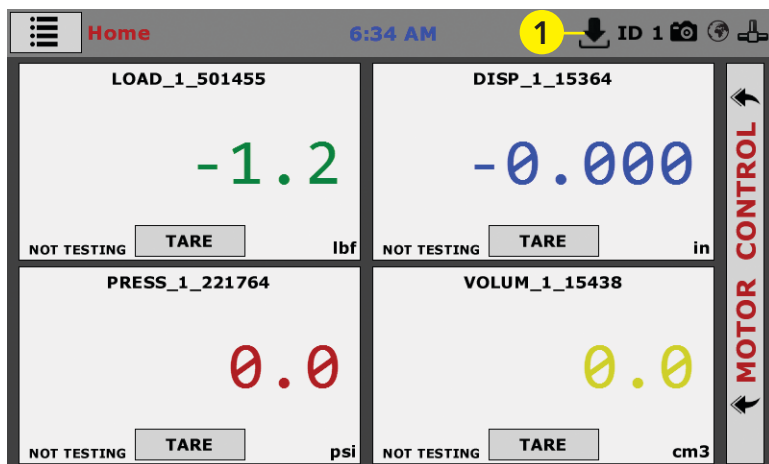 Home 6:34 AM 1 ID 1
LOAD_1_501455
-1.2
NOT TESTING TARE lbf
DISP_1_15364
-0.000
NOT TESTING TARE in
PRESS_1_221764
0.0
NOT TESTING TARE psi
VOLUM_1_15438
0.0
NOT TESTING TARE cm3
MOTOR CONTROL